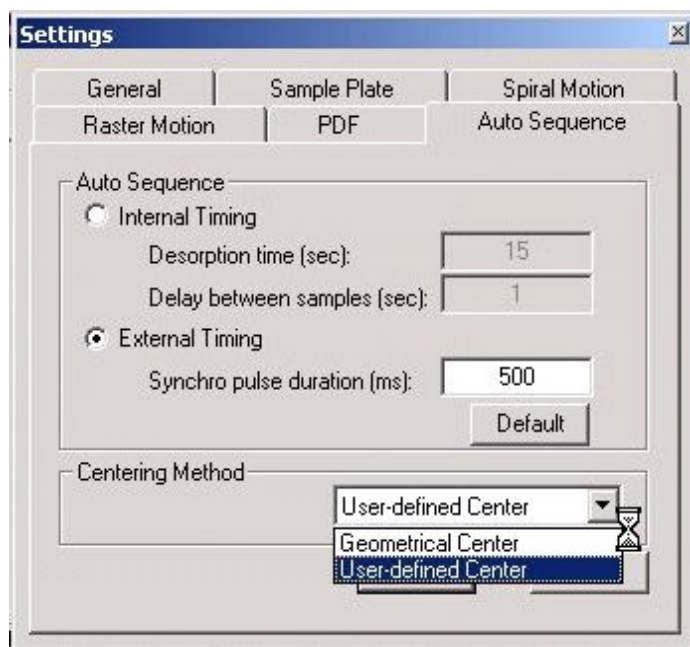 Settings
General Sample Plate Spiral Motion
Raster Motion PDF Auto Sequence
Auto Sequence
Internal Timing
Desorption time (sec): 15
Delay between samples (sec): 1
External Timing
Synchro pulse duration (ms): 500
Default
Centering Method
User-defined Center
Geometrical Center
User-defined Center